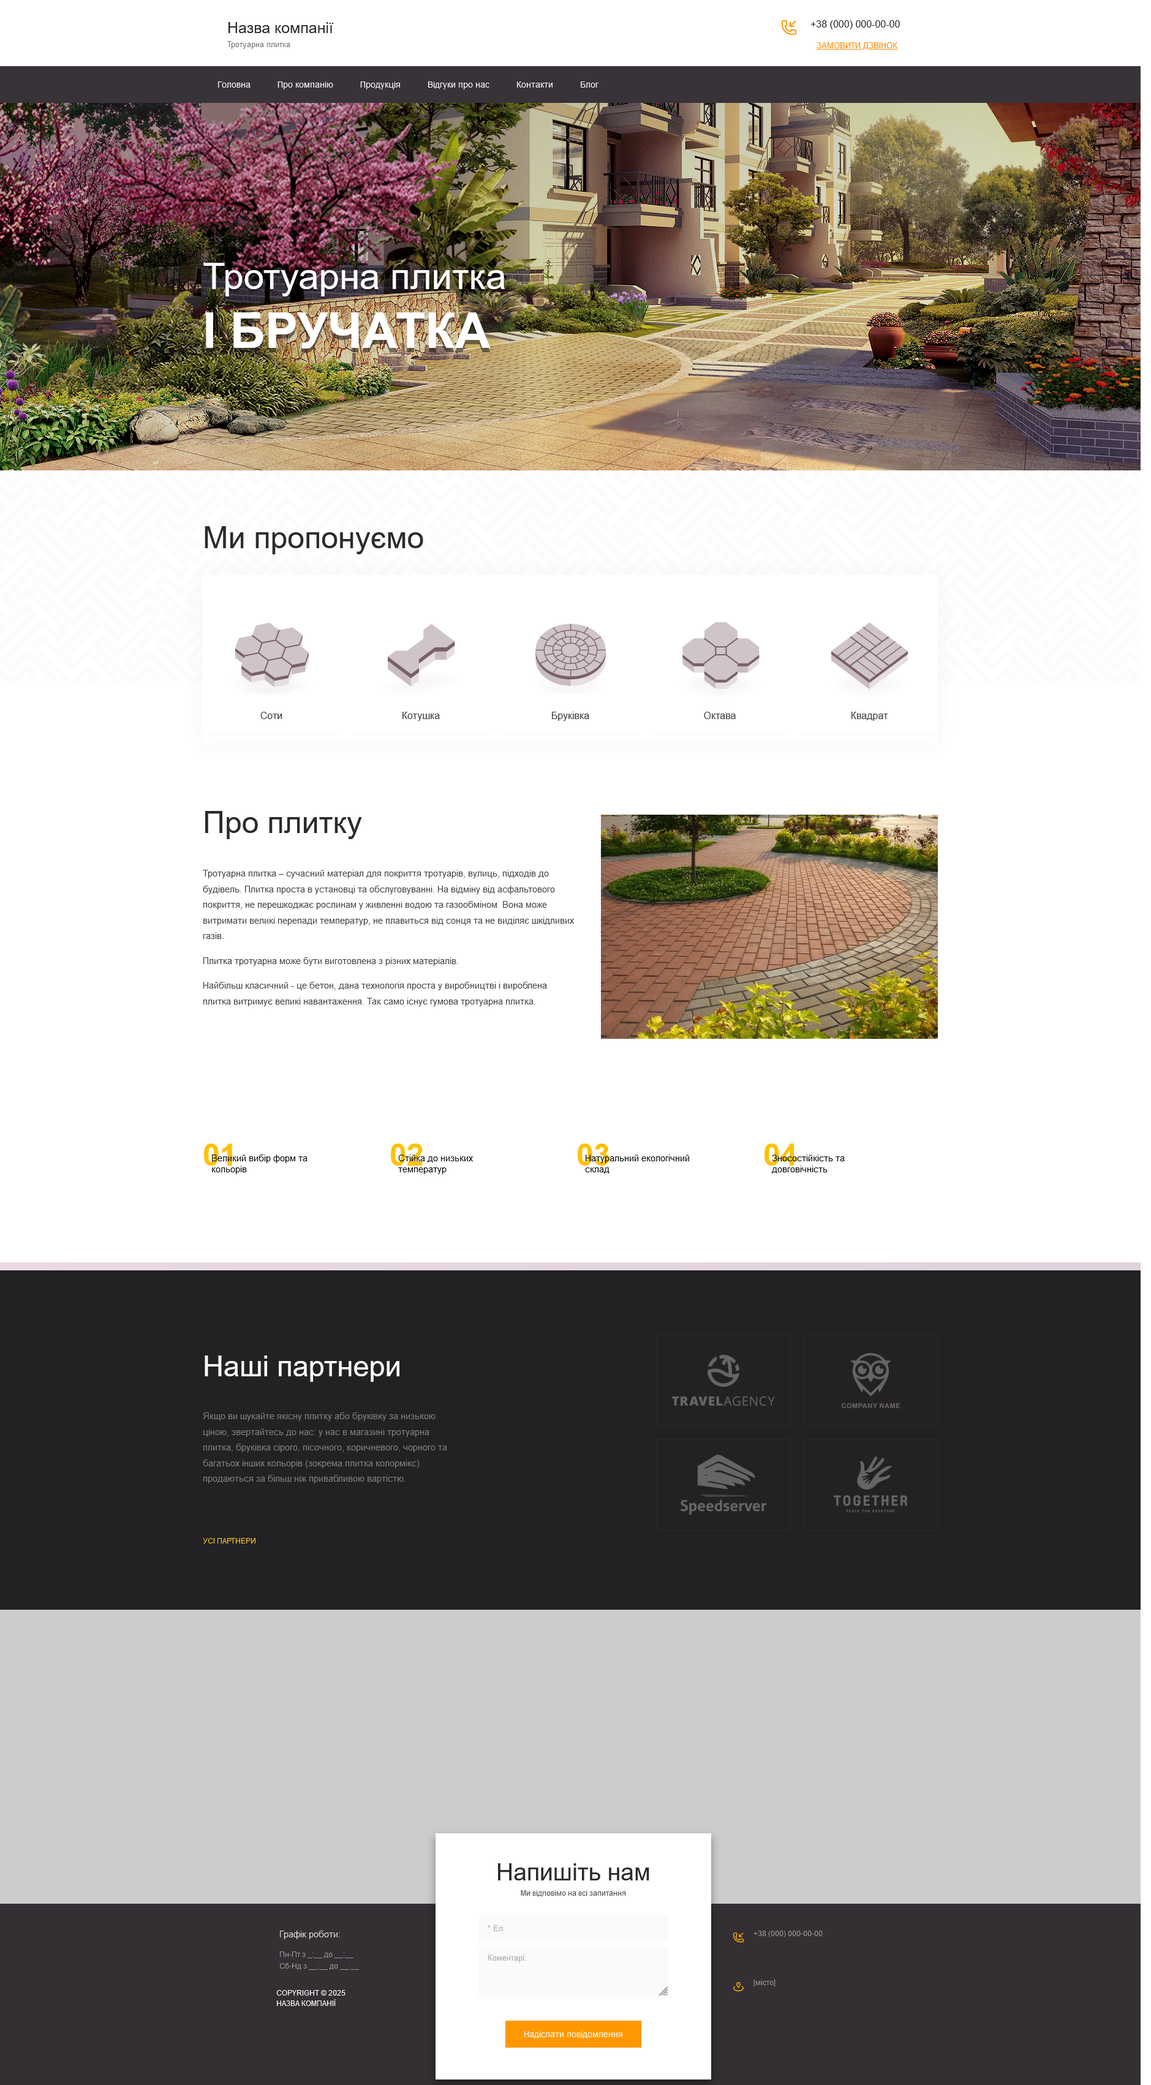 Назва компанії
Тротуарна плитка
+38 (000) 000-00-00
ЗАМОВИТИ ДЗВІНОК
Головна Про компанію Продукція Відгуки про нас Контакти Блог
Тротуарна плитка
І БРУЧАТКА
Ми пропонуємо
Соти Котушка Бруківка Октава Квадрат
Про плитку
Тротуарна плитка – сучасний матеріал для покриття тротуарів, вулиць, підходів до
будівель. Плитка проста в установці та обслуговуванні. На відміну від асфальтового
покриття, не перешкоджає рослинам у живленні водою та газообміном. Вона може
витримати великі перепади температур, не плавиться від сонця та не виділяє шкідливих
газів.
Плитка тротуарна може бути виготовлена з різних матеріалів.
Найбільш класичний - це бетон, дана технологія проста у виробництві і вироблена
плитка витримує великі навантаження. Так само існує гумова тротуарна плитка.
01
Великий вибір форм та
кольорів
02
Стійка до низьких
температур
03
Натуральний екологічний
склад
04
Зносостійкість та
довговічність
Наші партнери
Якщо ви шукайте якісну плитку або бруківку за низькою
ціною, звертайтесь до нас: у нас в магазині тротуарна
плитка, бруківка сірого, пісочного, коричневого, чорного та
багатьох інших кольорів (зокрема плитка колормікс)
продаються за більш ніж привабливою вартістю.
УСІ ПАРТНЕРИ
TRAVELAGENCY
COMPANY NAME
Speedserver
TOGETHER
PEACE FOR EVERYONE
Напишіть нам
Ми відповімо на всі запитання
* Ел.
Коментарі:
Надіслати повідомлення
Графік роботи:
Пн-Пт з _:__ до __:__
Сб-Нд з __:__ до __:__
COPYRIGHT © 2025
НАЗВА КОМПАНІЇ
+38 (000) 000-00-00
[місто]